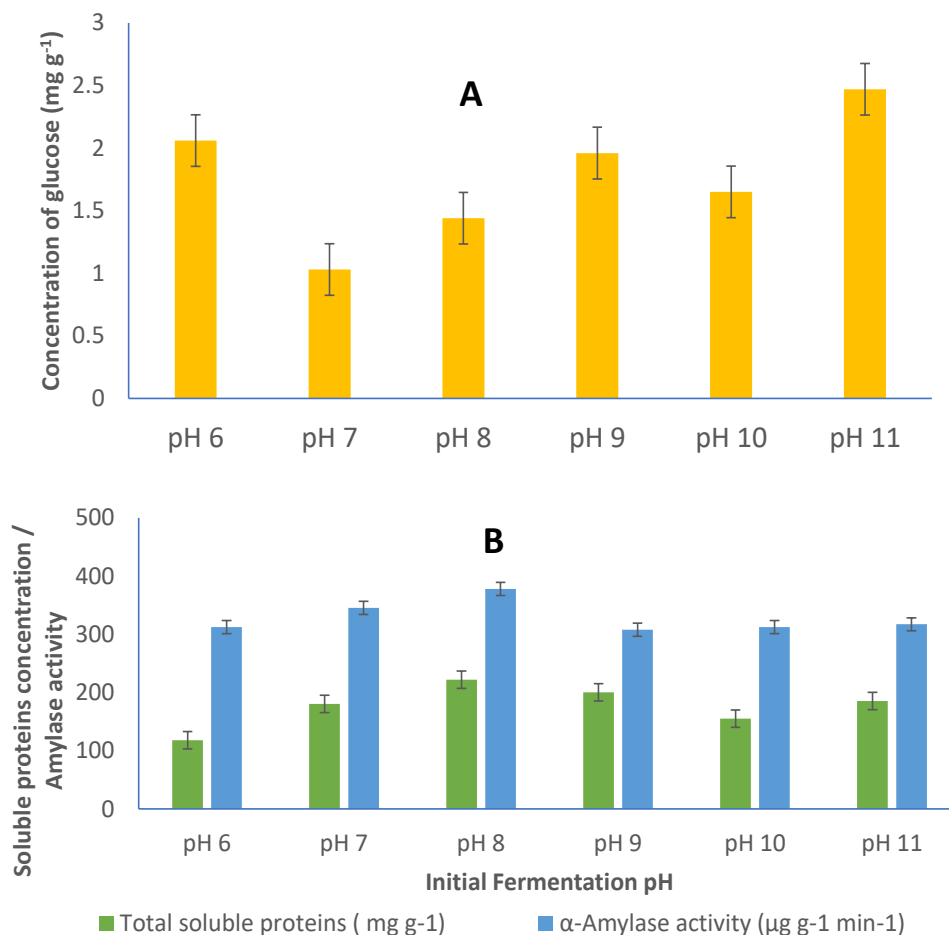 Concentration of glucose (mg g-1)
3
2.5
2
1.5
1
0.5
0
A
pH 6 pH 7 pH 8 pH 9 pH 10 pH 11
Soluble proteins concentration /
Amylase activity
500
400
300
200
100
0
B
pH 6 pH 7 pH 8 pH 9 pH 10 pH 11
Initial Fermentation pH
Total soluble proteins ( mg g-1) α-Amylase activity (µg g-1 min-1)